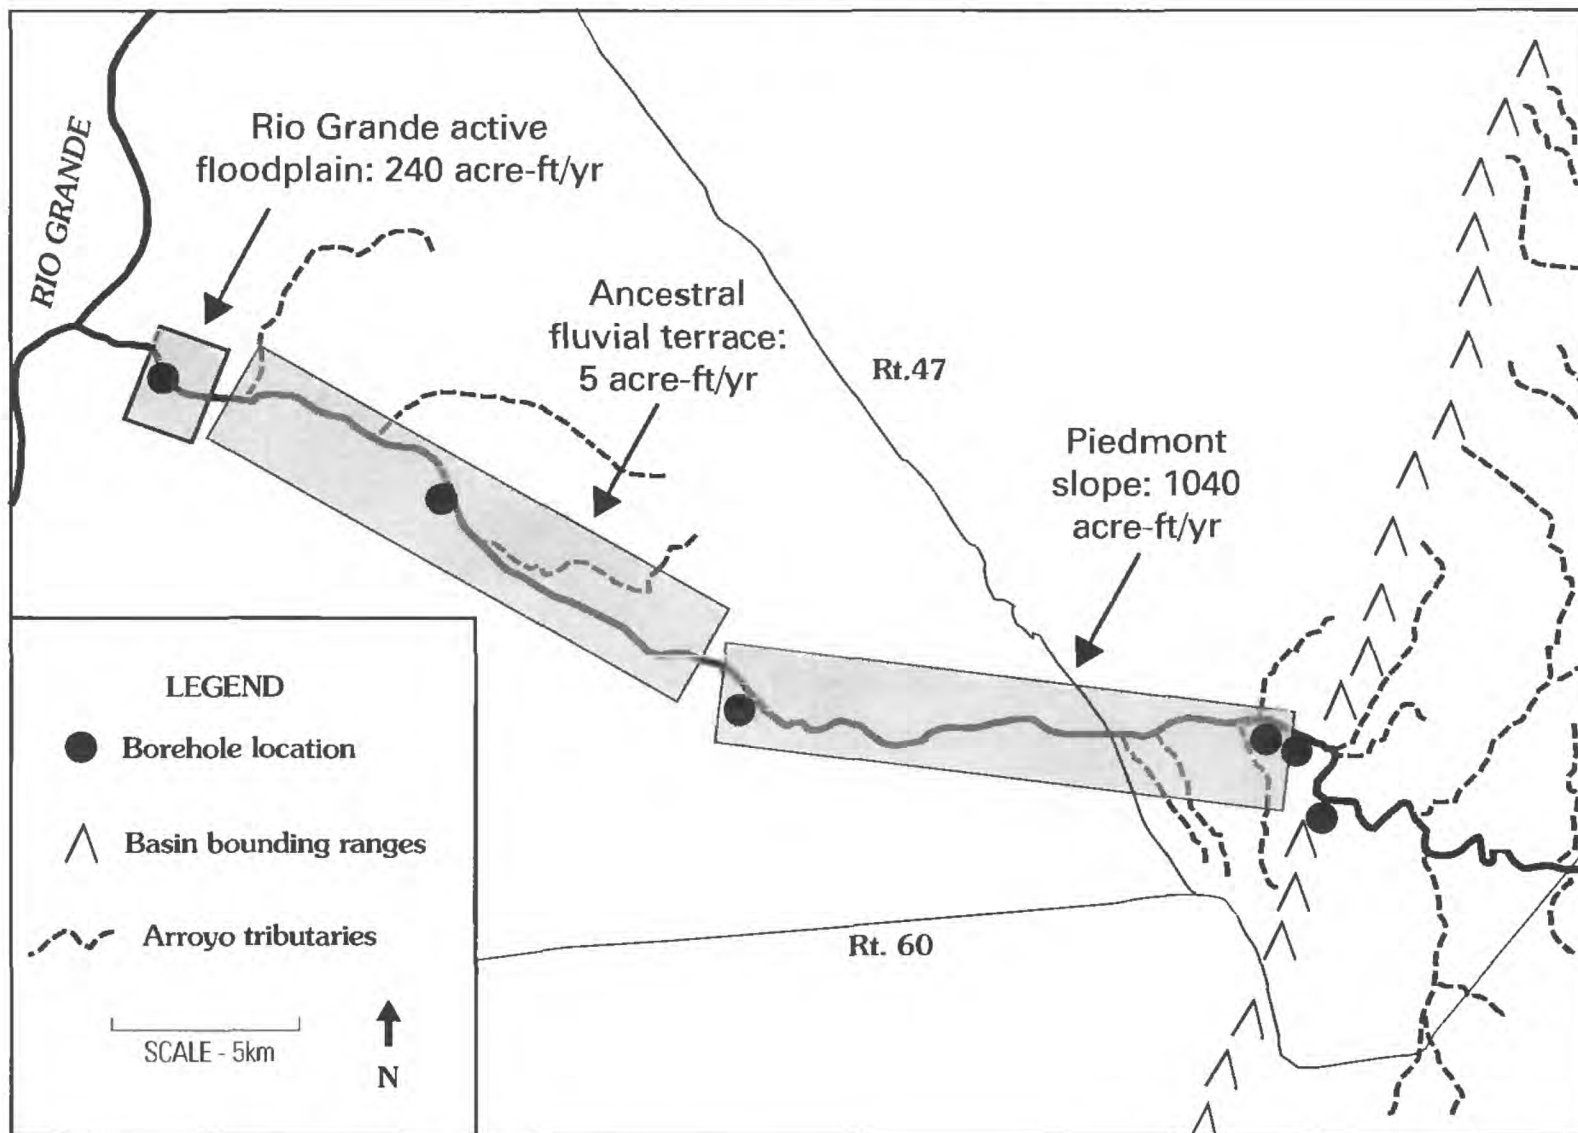 Rio Grande active
floodplain: 240 acre-ft/yr
RIO GRANDE
Ancestral
fluvial terrace:
5 acre-ft/yr
Rt.47
Piedmont
slope: 1040
acre-ft/yr
LEGEND
Borehole location
Basin bounding ranges
Arroyo tributaries
SCALE - 5km
N
Rt. 60